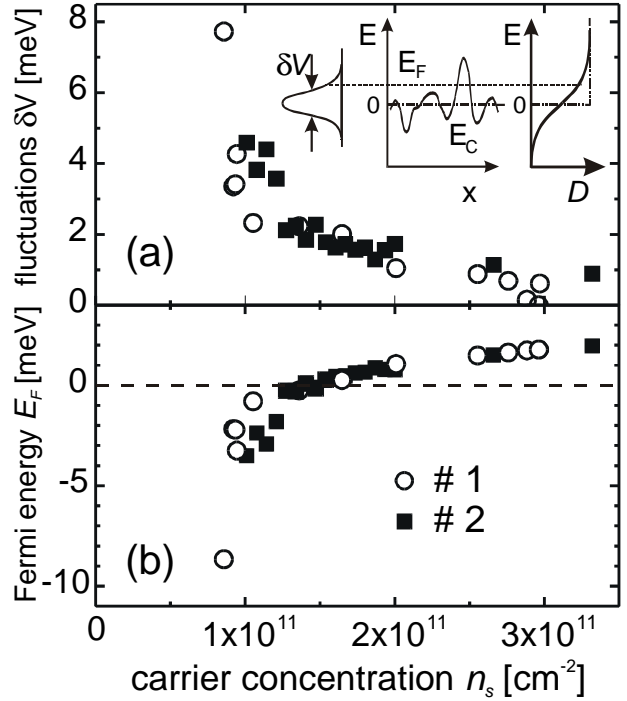 8
6
4
2
0
fluctuations δV [meV]
δV
E
E_F
0
E_C
x
E
0
D
(a)
0
-5
-10
Fermi energy E_F [meV]
# 1
# 2
(b)
0
1x10^11
2x10^11
3x10^11
carrier concentration n_s [cm^-2]